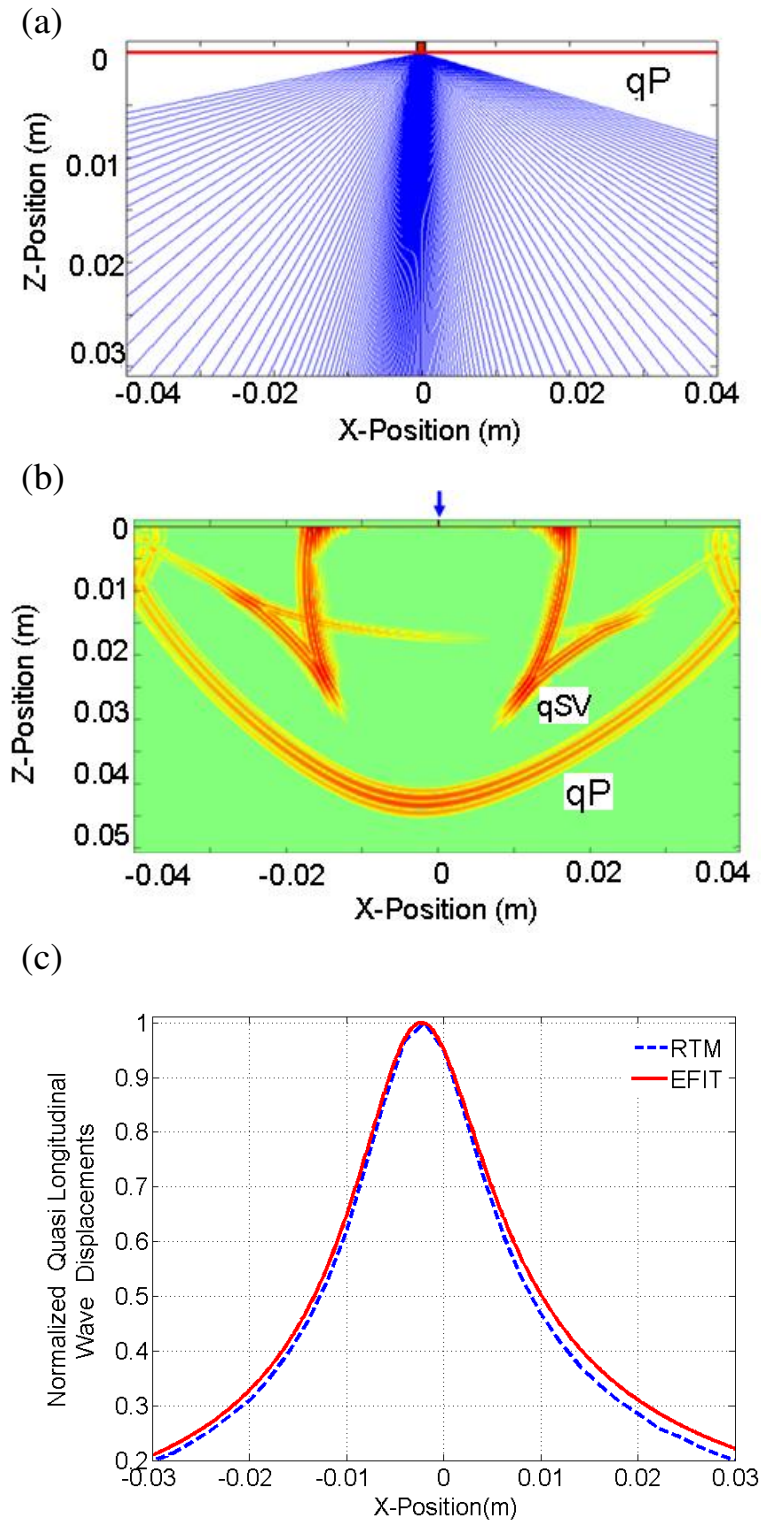 (a)
0
qP
0.01
0.02
0.03
Z-Position (m)
-0.04 -0.02 0 0.02 0.04
X-Position (m)
(b)
0
0.01
0.02
0.03
0.04
0.05
Z-Position (m)
qSV
qP
-0.04 -0.02 0 0.02 0.04
X-Position (m)
(c)
1
0.9
0.8
0.7
0.6
0.5
0.4
0.3
0.2
Normalized Quasi Longitudinal
Wave Displacements
RTM
EFIT
-0.03 -0.02 -0.01 0 0.01 0.02 0.03
X-Position(m)